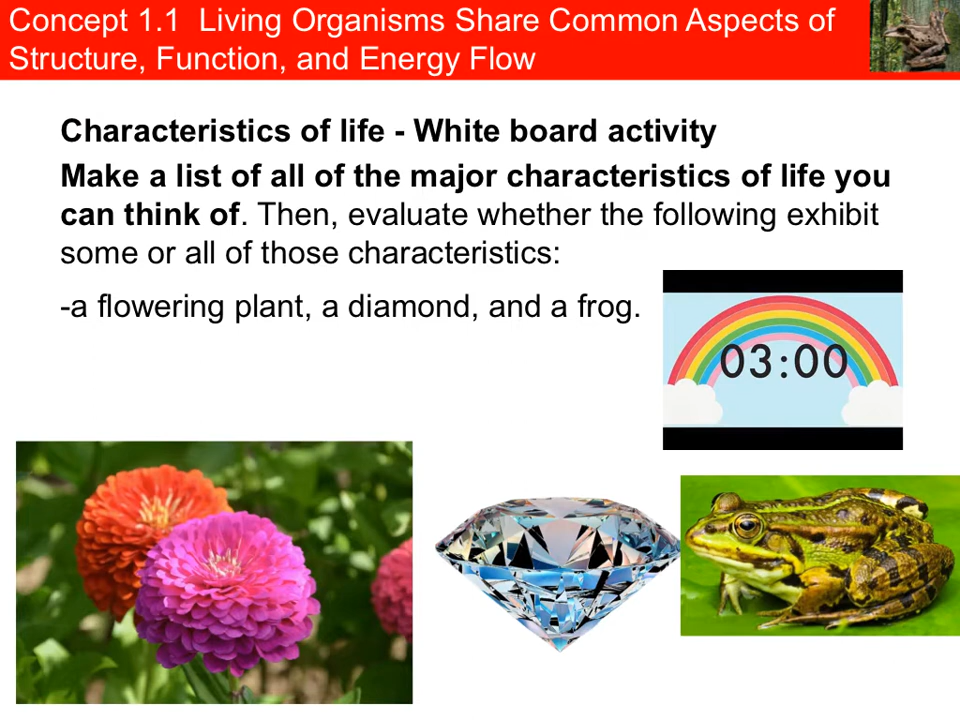 Concept 1.1  Living Organisms Share Common Aspects of
Structure, Function, and Energy Flow
Characteristics of life - White board activity
Make a list of all of the major characteristics of life you
can think of. Then, evaluate whether the following exhibit
some or all of those characteristics:
-a flowering plant, a diamond, and a frog.
03:00